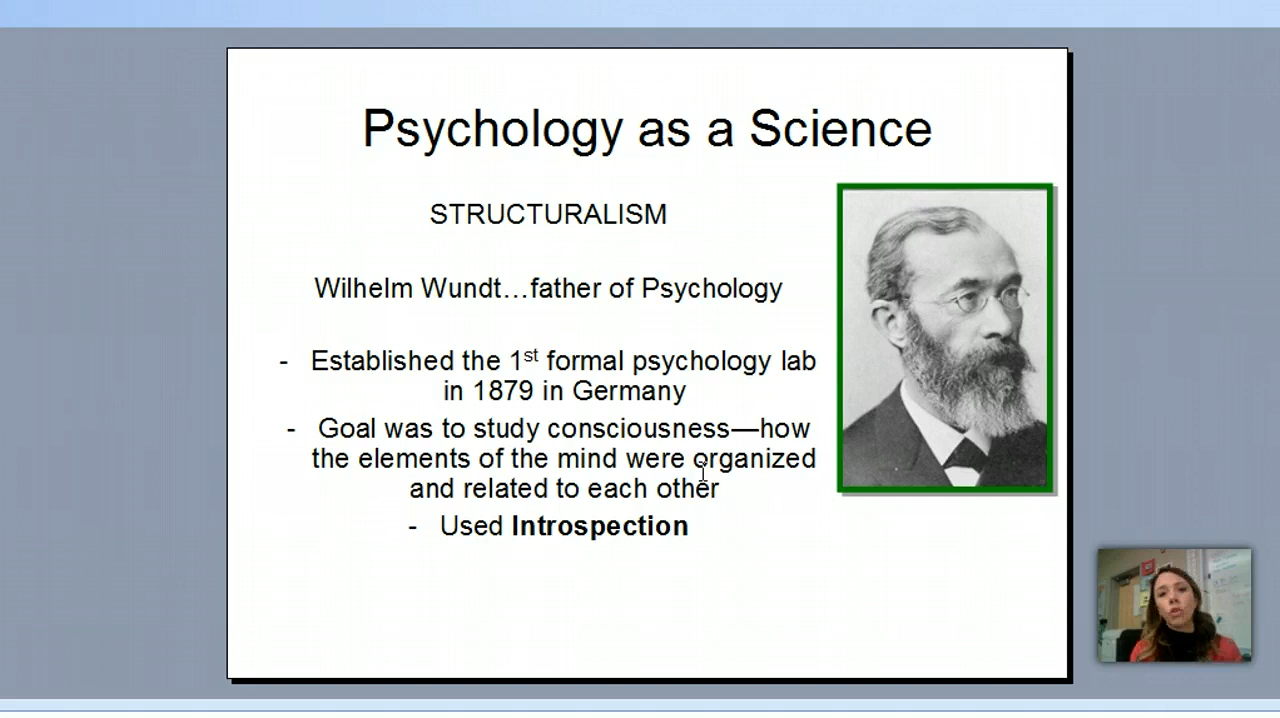 Psychology as a Science
STRUCTURALISM
Wilhelm Wundt…father of Psychology
- Established the 1st formal psychology lab
in 1879 in Germany
- Goal was to study consciousness—how
the elements of the mind were organized
and related to each other
- Used Introspection